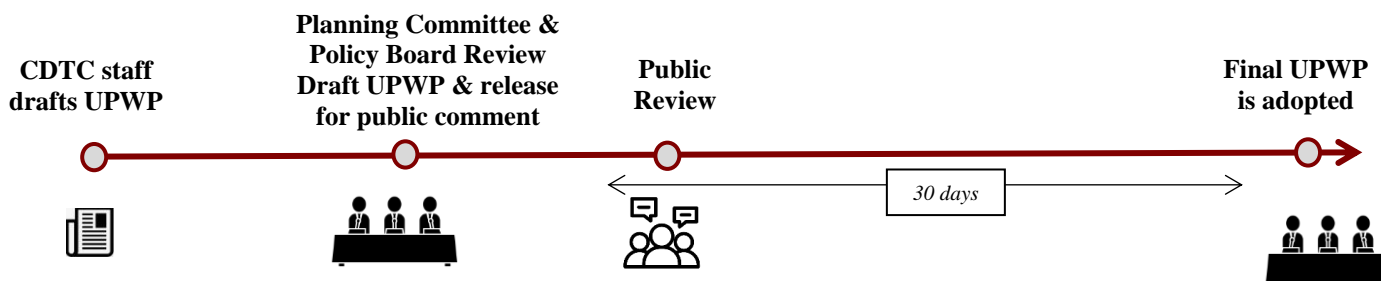 CDTC staff
drafts UPWP
Planning Committee &
Policy Board Review
Draft UPWP & release
for public comment
Public
Review
Final UPWP
is adopted
30 days